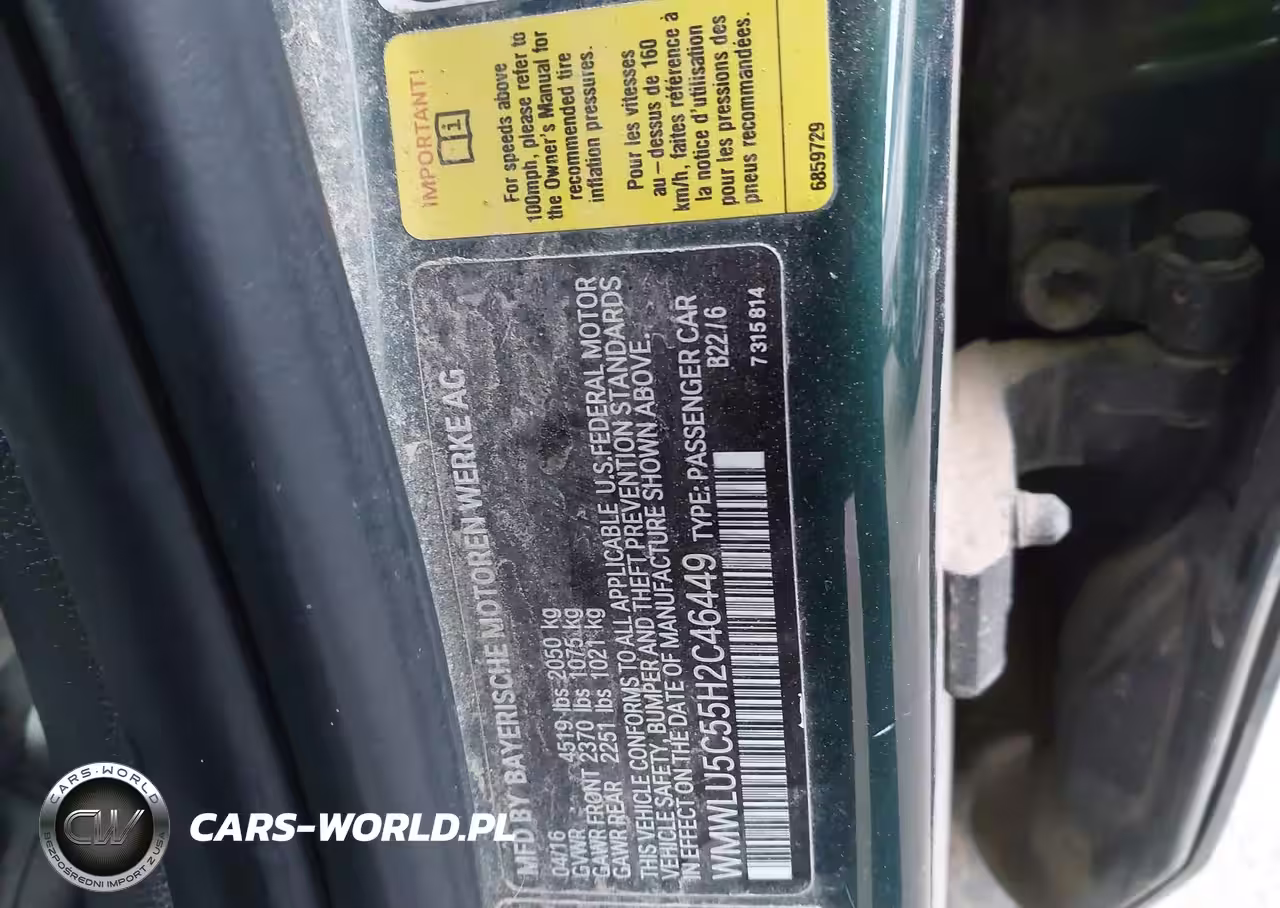 IMPORTANT!
i
For speeds above
100mph, please refer to
the Owner's Manual for
recommended tire
inflation pressures.
Pour les vitesses
au-dessus de 160
km/h, faites référence à
la notice d'utilisation
pour les pressions des
pneus recommandées.
6859729
MFD BY BAYERISCHE MOTOREN WERKE AG
04/16
GVWR 4519 lbs 2050 kg
GAWR FRONT 2370 lbs 1075 kg
GAWR REAR 2251 lbs 1021 kg
THIS VEHICLE CONFORMS TO ALL APPLICABLE U.S. FEDERAL MOTOR
VEHICLE SAFETY, BUMPER AND THEFT PREVENTION STANDARDS
IN EFFECT ON THE DATE OF MANUFACTURE SHOWN ABOVE.
WMWLU5C55H2C46449 TYPE: PASSENGER CAR
B22/6
7315814
CARS-WORLD
CW
BEZPOŚREDNI IMPORT Z USA
CARS-WORLD.PL